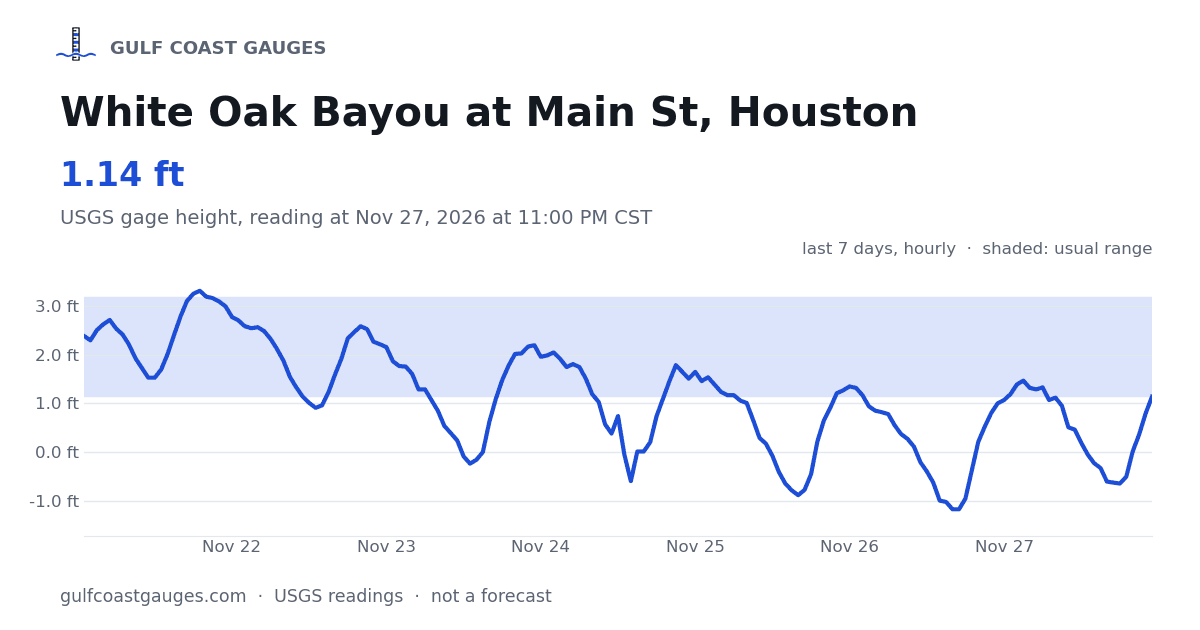 GULF COAST GAUGES
White Oak Bayou at Main St, Houston
1.14 ft
USGS gage height, reading at Nov 27, 2026 at 11:00 PM CST
last 7 days, hourly · shaded: usual range
3.0 ft
2.0 ft
1.0 ft
0.0 ft
-1.0 ft
Nov 22 Nov 23 Nov 24 Nov 25 Nov 26 Nov 27
gulfcoastgauges.com · USGS readings · not a forecast